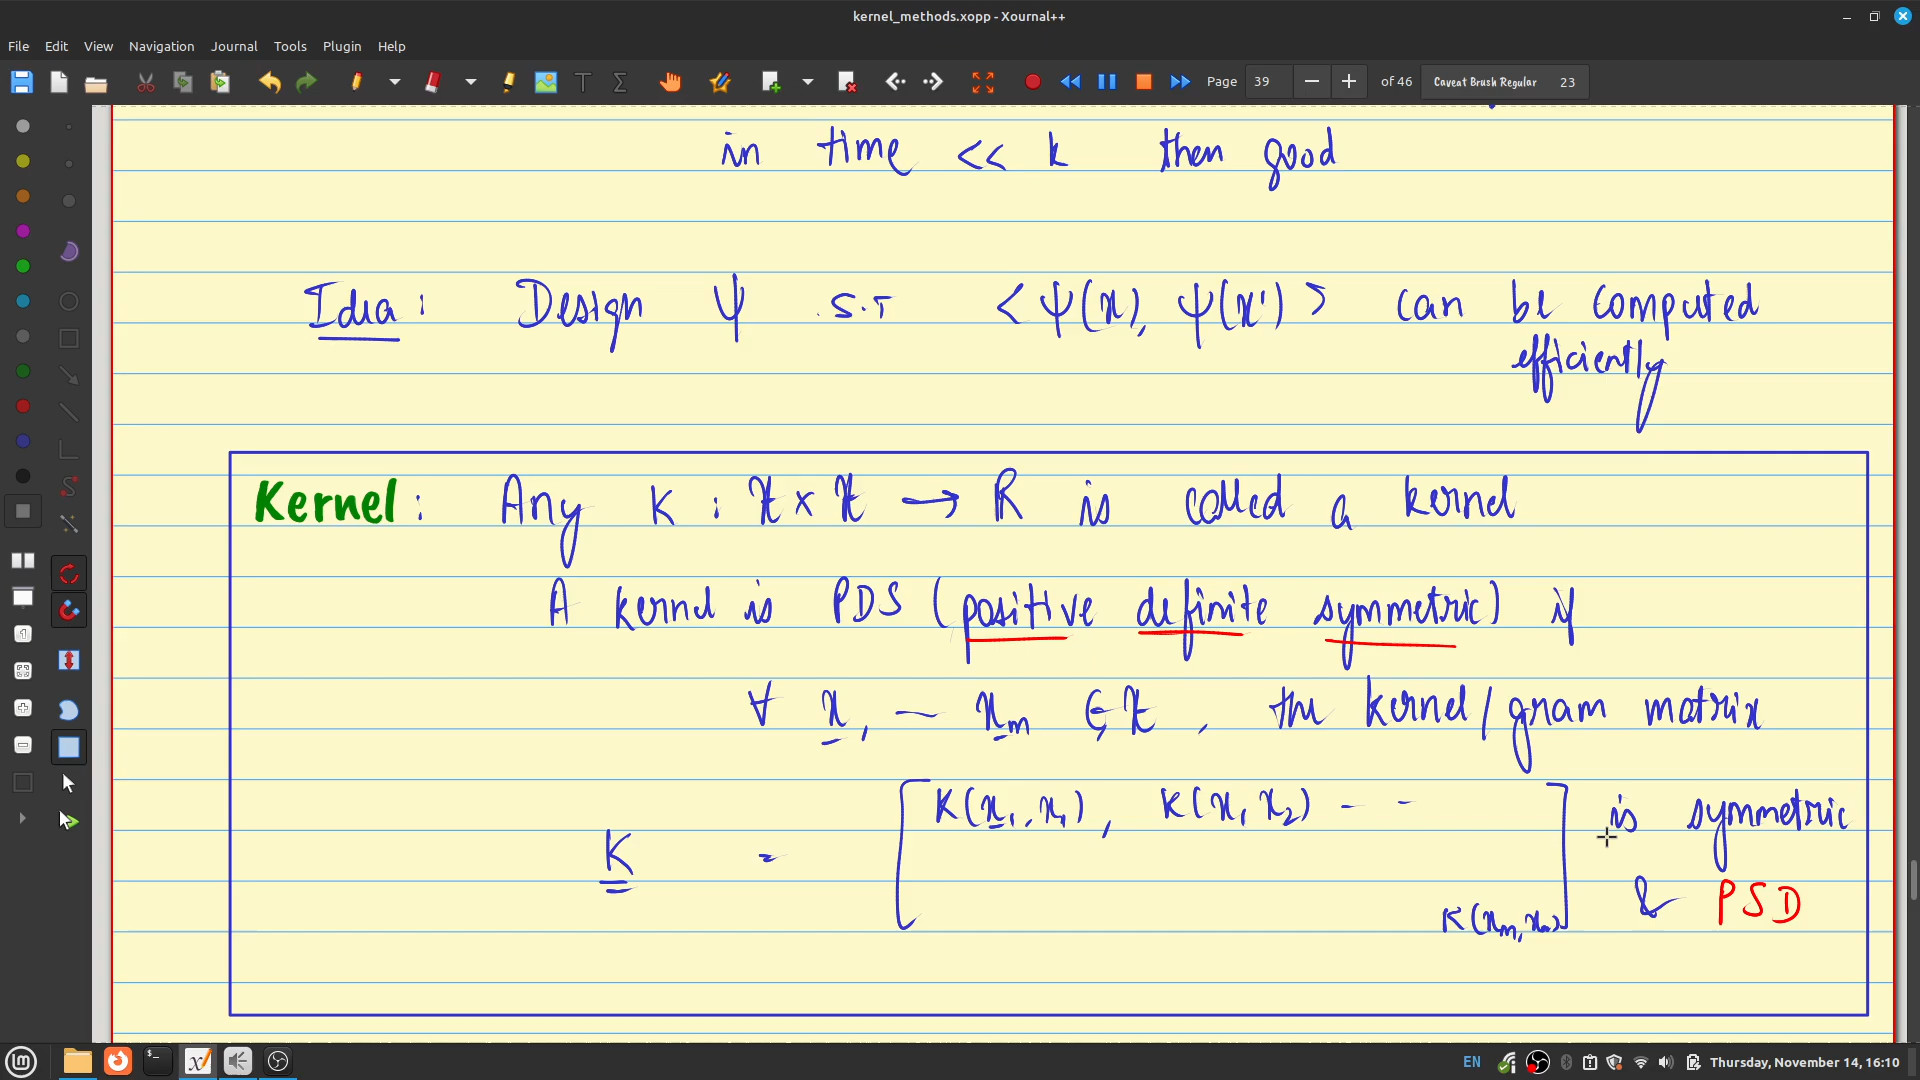 kernel_methods.xopp - Xournal++
File Edit View Navigation Journal Tools Plugin Help
Page 39 of 46 Caveat Brush Regular 23
in time << k then good
Idea : Design ψ s.t <ψ(x), ψ(x')> can be computed
efficiently
Kernel : Any K : X x X → R is called a kernel
A kernel is PDS (positive definite symmetric) if
∀ x, — xm ∈ X, the kernel/gram matrix
K(x1, x1), K(x1 x2) - - is symmetric
K =
K(xm, xm) & PSD
EN Thursday, November 14, 16:10